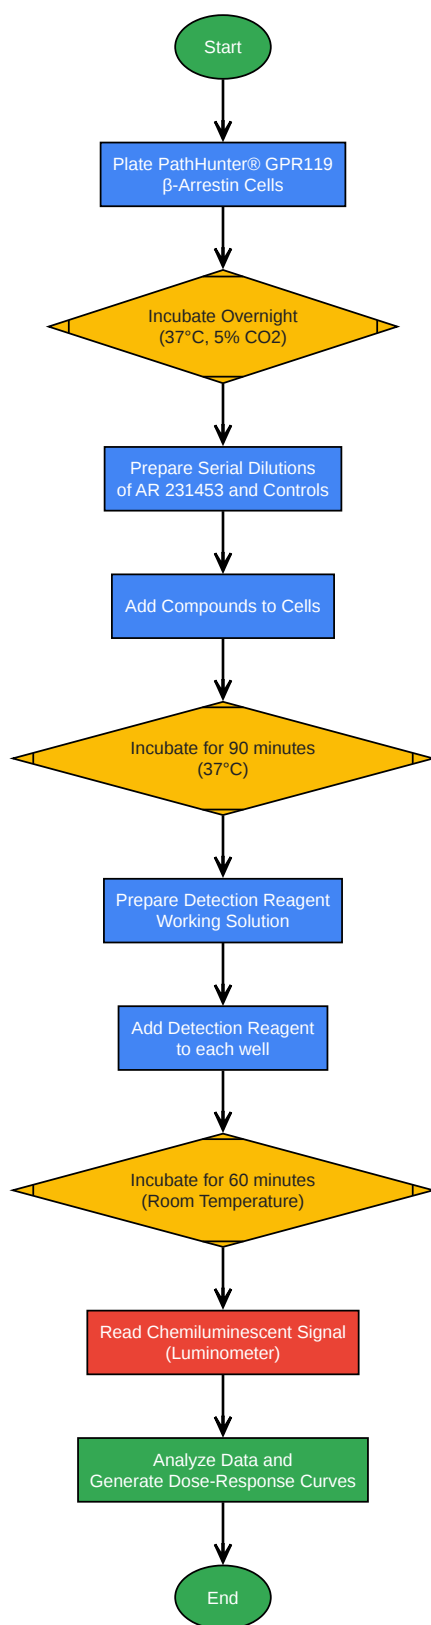 Start
Plate PathHunter® GPR119
β-Arrestin Cells
Incubate Overnight
(37°C, 5% CO2)
Prepare Serial Dilutions
of AR 231453 and Controls
Add Compounds to Cells
Incubate for 90 minutes
(37°C)
Prepare Detection Reagent
Working Solution
Add Detection Reagent
to each well
Incubate for 60 minutes
(Room Temperature)
Read Chemiluminescent Signal
(Luminometer)
Analyze Data and
Generate Dose-Response Curves
End